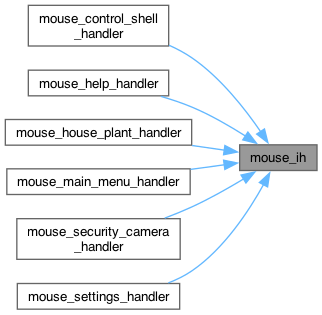 mouse_control_shell
_handler
mouse_help_handler
mouse_house_plant_handler
mouse_ih
mouse_main_menu_handler
mouse_security_camera
_handler
mouse_settings_handler